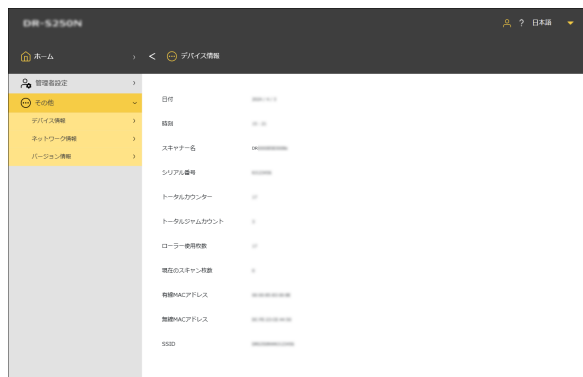 DR-S250N
? 日本語
ホーム
< デバイス情報
管理者設定
その他
デバイス情報
ネットワーク情報
バージョン情報
日付
時刻
スキャナー名
シリアル番号
トータルカウンター
トータルジャムカウント
ローラー使用枚数
現在のスキャン枚数
有線MACアドレス
無線MACアドレス
SSID